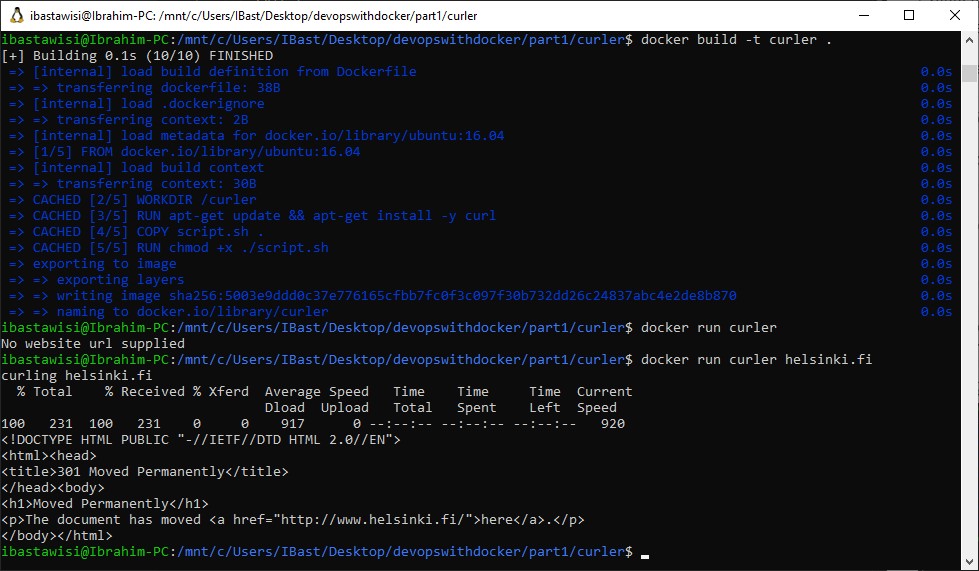 ibastawisi@Ibrahim-PC: /mnt/c/Users/IBast/Desktop/devopswithdocker/part1/curler
ibastawisi@Ibrahim-PC:/mnt/c/Users/IBast/Desktop/devopswithdocker/part1/curler$ docker build -t curler .
[+] Building 0.1s (10/10) FINISHED
=> [internal] load build definition from Dockerfile 0.0s
=> => transferring dockerfile: 38B 0.0s
=> [internal] load .dockerignore 0.0s
=> => transferring context: 2B 0.0s
=> [internal] load metadata for docker.io/library/ubuntu:16.04 0.0s
=> [1/5] FROM docker.io/library/ubuntu:16.04 0.0s
=> [internal] load build context 0.0s
=> => transferring context: 30B 0.0s
=> CACHED [2/5] WORKDIR /curler 0.0s
=> CACHED [3/5] RUN apt-get update && apt-get install -y curl 0.0s
=> CACHED [4/5] COPY script.sh . 0.0s
=> CACHED [5/5] RUN chmod +x ./script.sh 0.0s
=> exporting to image 0.0s
=> => exporting layers 0.0s
=> => writing image sha256:5003e9ddd0c37e776165cfbb7fc0f3c097f30b732dd26c24837abc4e2de8b870 0.0s
=> => naming to docker.io/library/curler 0.0s
ibastawisi@Ibrahim-PC:/mnt/c/Users/IBast/Desktop/devopswithdocker/part1/curler$ docker run curler
No website url supplied
ibastawisi@Ibrahim-PC:/mnt/c/Users/IBast/Desktop/devopswithdocker/part1/curler$ docker run curler helsinki.fi
curling helsinki.fi
% Total % Received % Xferd Average Speed Time Time Time Current
Dload Upload Total Spent Left Speed
100 231 100 231 0 0 917 0 --:--:-- --:--:-- --:--:-- 920
<!DOCTYPE HTML PUBLIC "-//IETF//DTD HTML 2.0//EN">
<html><head>
<title>301 Moved Permanently</title>
</head><body>
<h1>Moved Permanently</h1>
<p>The document has moved <a href="http://www.helsinki.fi/">here</a>.</p>
</body></html>
ibastawisi@Ibrahim-PC:/mnt/c/Users/IBast/Desktop/devopswithdocker/part1/curler$